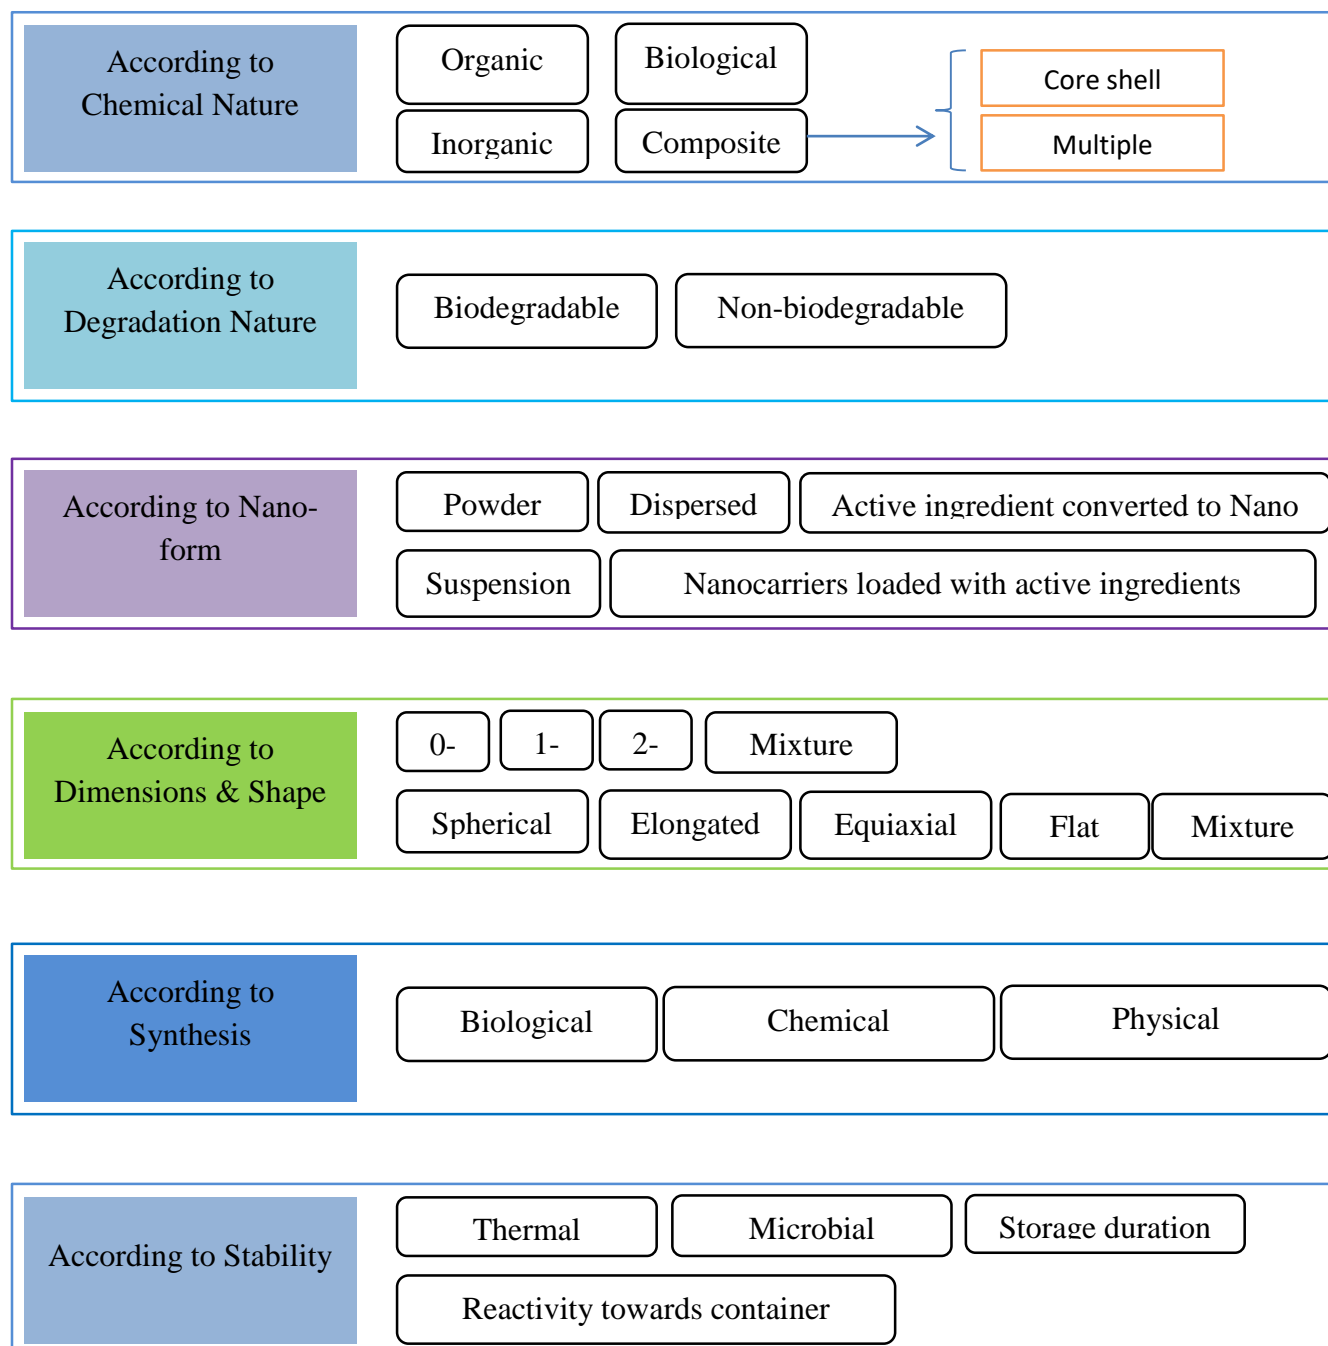 According to
Chemical Nature
Organic
Biological
Inorganic
Composite
Core shell
Multiple
According to
Degradation Nature
Biodegradable
Non-biodegradable
According to Nano-
form
Powder
Dispersed
Active ingredient converted to Nano
Suspension
Nanocarriers loaded with active ingredients
According to
Dimensions & Shape
0-
1-
2-
Mixture
Spherical
Elongated
Equiaxial
Flat
Mixture
According to
Synthesis
Biological
Chemical
Physical
According to Stability
Thermal
Microbial
Storage duration
Reactivity towards container